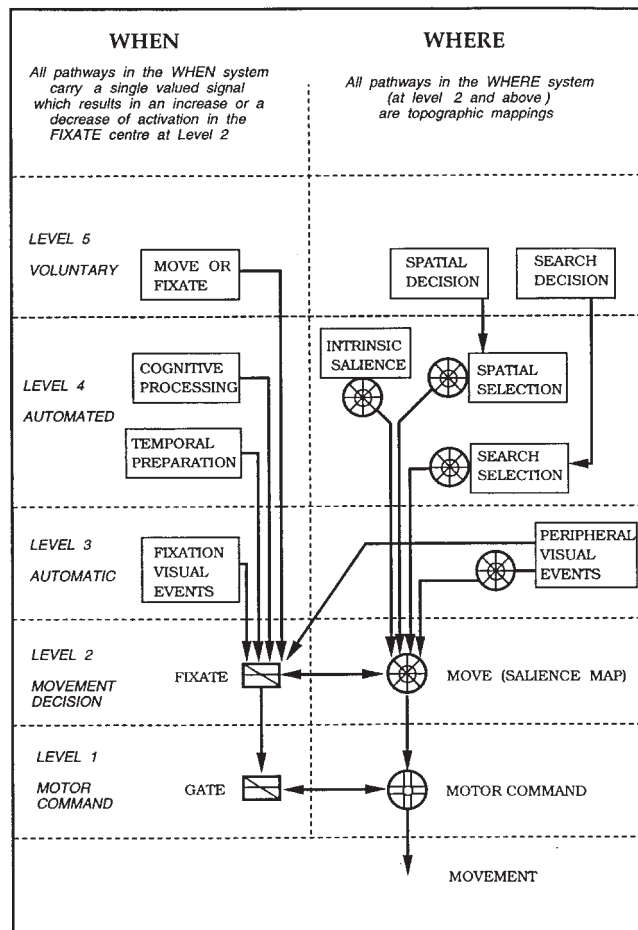 WHEN
All pathways in the WHEN system
carry a single valued signal
which results in an increase or a
decrease of activation in the
FIXATE centre at Level 2
WHERE
All pathways in the WHERE system
(at level 2 and above)
are topographic mappings
LEVEL 5
VOLUNTARY
MOVE OR
FIXATE
SPATIAL
DECISION
SEARCH
DECISION
LEVEL 4
AUTOMATED
COGNITIVE
PROCESSING
TEMPORAL
PREPARATION
INTRINSIC
SALIENCE
SPATIAL
SELECTION
SEARCH
SELECTION
LEVEL 3
AUTOMATIC
FIXATION
VISUAL
EVENTS
PERIPHERAL
VISUAL
EVENTS
LEVEL 2
MOVEMENT
DECISION
FIXATE
MOVE (SALIENCE MAP)
LEVEL 1
MOTOR
COMMAND
GATE
MOTOR COMMAND
MOVEMENT